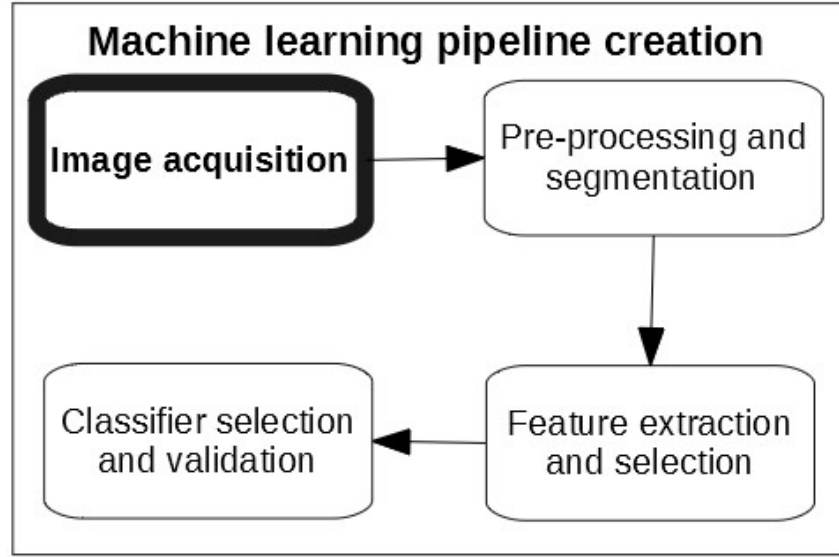 Machine learning pipeline creation
Image acquisition
Pre-processing and
segmentation
Feature extraction
and selection
Classifier selection
and validation